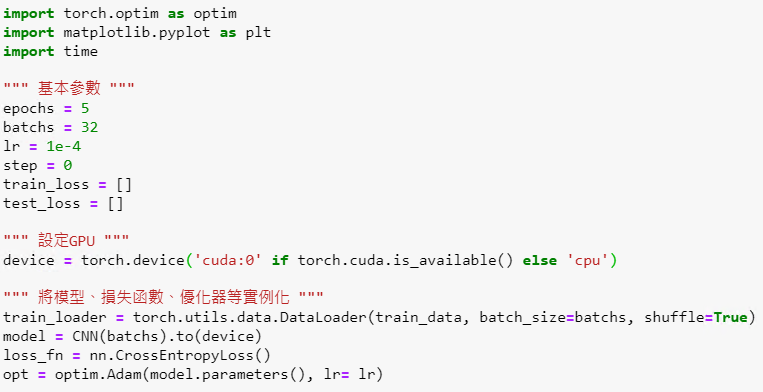 import torch.optim as optim
import matplotlib.pyplot as plt
import time
""" 基本參數 """
epochs = 5
batchs = 32
lr = 1e-4
step = 0
train_loss = []
test_loss = []
""" 設定GPU """
device = torch.device('cuda:0' if torch.cuda.is_available() else 'cpu')
""" 將模型、損失函數、優化器等實例化 """
train_loader = torch.utils.data.DataLoader(train_data, batch_size=batchs, shuffle=True)
model = CNN(batchs).to(device)
loss_fn = nn.CrossEntropyLoss()
opt = optim.Adam(model.parameters(), lr= lr)